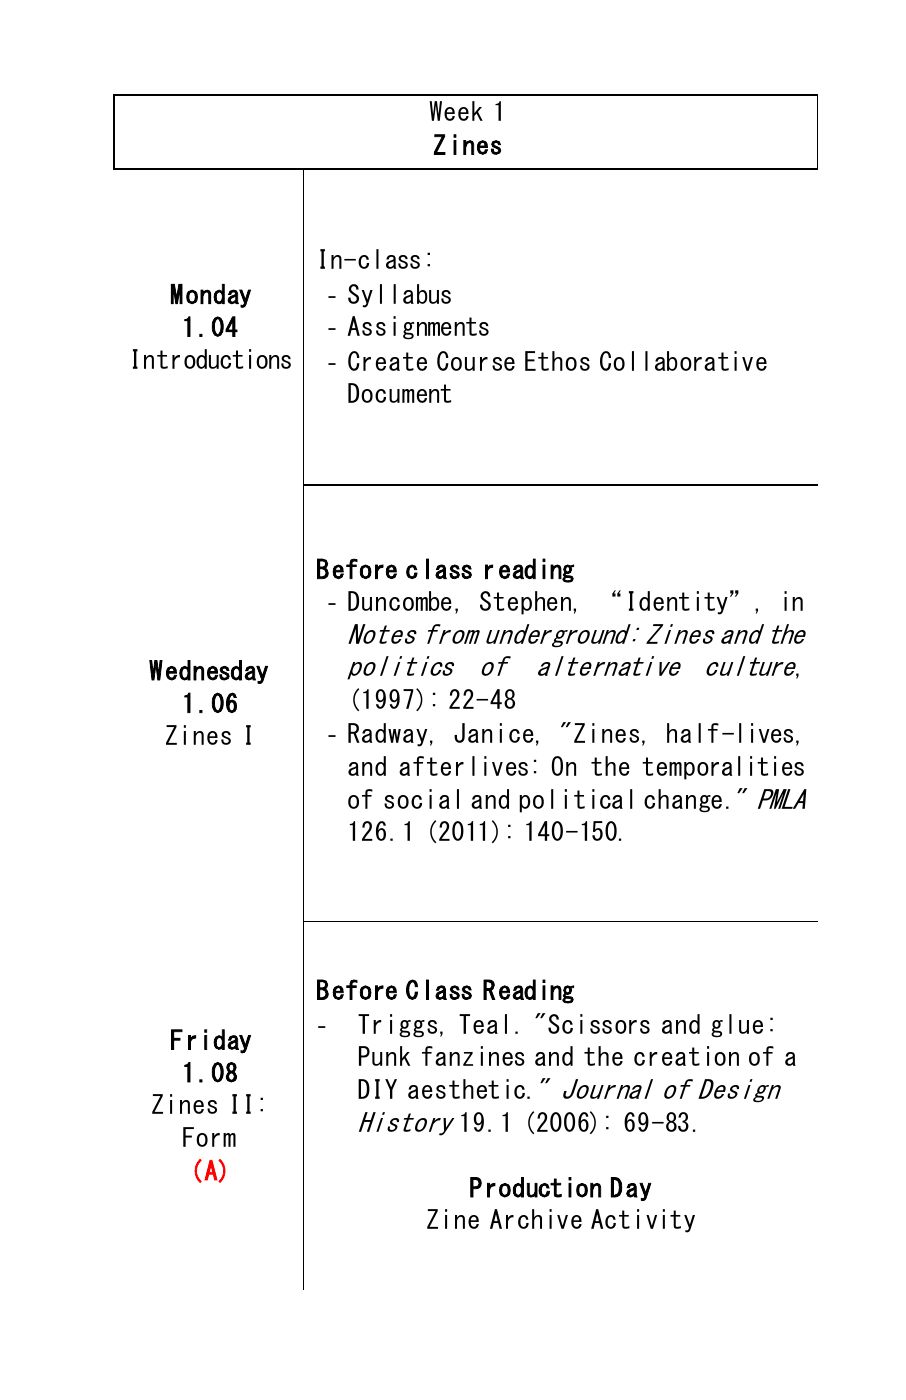 Week 1
Zines
Monday
1.04
Introductions
In-class:
- Syllabus
- Assignments
- Create Course Ethos Collaborative
Document
Wednesday
1.06
Zines I
Before class reading
- Duncombe, Stephen, “Identity”, in
Notes from underground: Zines and the
politics of alternative culture,
(1997): 22-48
- Radway, Janice, "Zines, half-lives,
and afterlives: On the temporalities
of social and political change." PMLA
126.1 (2011): 140-150.
Friday
1.08
Zines II:
Form
(A)
Before Class Reading
- Triggs, Teal. "Scissors and glue:
Punk fanzines and the creation of a
DIY aesthetic." Journal of Design
History 19.1 (2006): 69-83.
Production Day
Zine Archive Activity